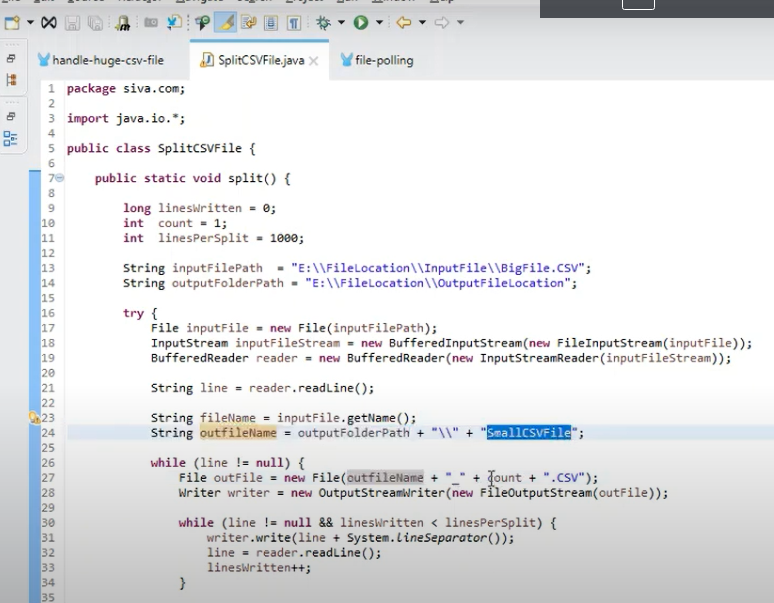 handle-huge-csv-file
SplitCSVFile.java
file-polling
1 package siva.com;
2
3 import java.io.*;
4
5 public class SplitCSVFile {
6
7 public static void split() {
8
9 long linesWritten = 0;
10 int count = 1;
11 int linesPerSplit = 1000;
12
13 String inputFilePath = "E:\\FileLocation\\InputFile\\BigFile.CSV";
14 String outputFolderPath = "E:\\FileLocation\\OutputFileLocation";
15
16 try {
17 File inputFile = new File(inputFilePath);
18 InputStream inputFileStream = new BufferedInputStream(new FileInputStream(inputFile));
19 BufferedReader reader = new BufferedReader(new InputStreamReader(inputFileStream));
20
21 String line = reader.readLine();
22
23 String fileName = inputFile.getName();
24 String outfileName = outputFolderPath + "\\" + "SmallCSVFile";
25
26 while (line != null) {
27 File outFile = new File(outfileName + "_" + count + ".CSV");
28 Writer writer = new OutputStreamWriter(new FileOutputStream(outFile));
29
30 while (line != null && linesWritten < linesPerSplit) {
31 writer.write(line + System.lineSeparator());
32 line = reader.readLine();
33 linesWritten++;
34 }
35